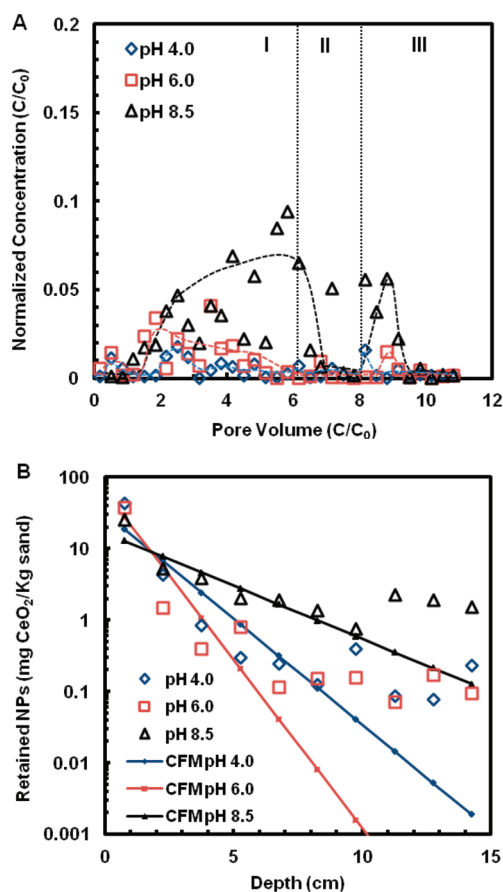 A
0.2
I
II
III
pH 4.0
pH 6.0
pH 8.5
0.15
0.1
0.05
0
Normalized Concentration (C/C₀)
0 2 4 6 8 10 12
Pore Volume (C/C₀)
B
100
10
1
0.1
0.01
0.001
Retained NPs (mg CeO₂/Kg sand)
pH 4.0
pH 6.0
pH 8.5
CFMpH 4.0
CFMpH 6.0
CFMpH 8.5
0 5 10 15
Depth (cm)